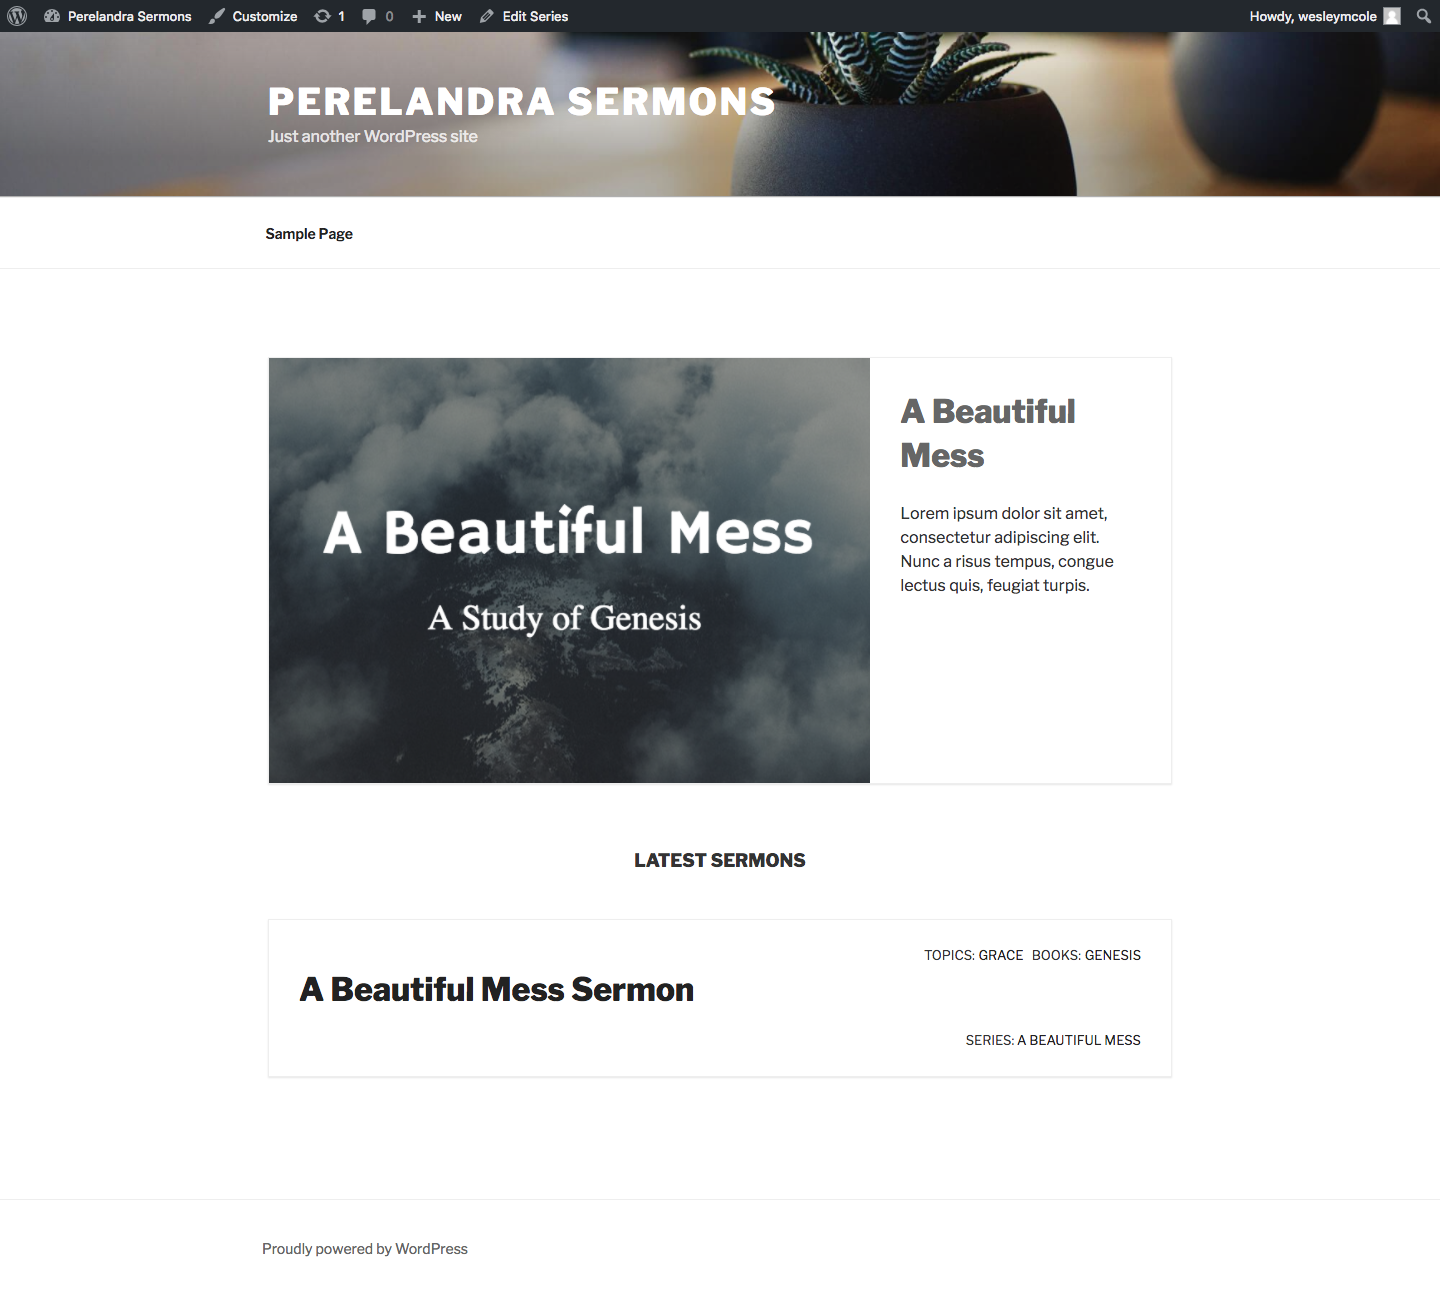 Perelandra Sermons Customize 1 0 New Edit Series Howdy, wesleymcole
PERELANDRA SERMONS
Just another WordPress site
Sample Page
A Beautiful Mess
A Study of Genesis
A Beautiful
Mess
Lorem ipsum dolor sit amet,
consectetur adipiscing elit.
Nunc a risus tempus, congue
lectus quis, feugiat turpis.
LATEST SERMONS
TOPICS: GRACE BOOKS: GENESIS
A Beautiful Mess Sermon
SERIES: A BEAUTIFUL MESS
Proudly powered by WordPress